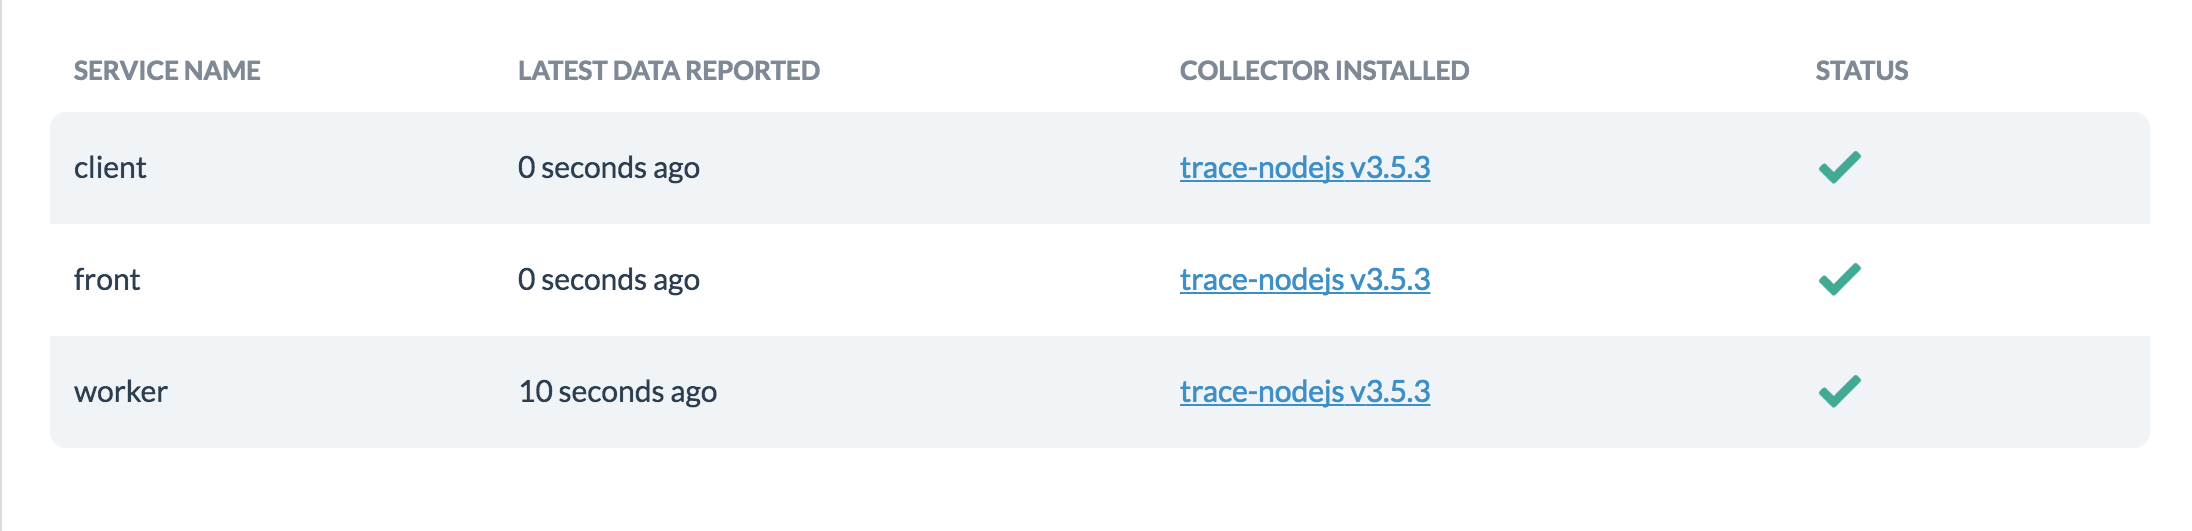 SERVICE NAME LATEST DATA REPORTED COLLECTOR INSTALLED STATUS
client 0 seconds ago trace-nodejs v3.5.3
front 0 seconds ago trace-nodejs v3.5.3
worker 10 seconds ago trace-nodejs v3.5.3